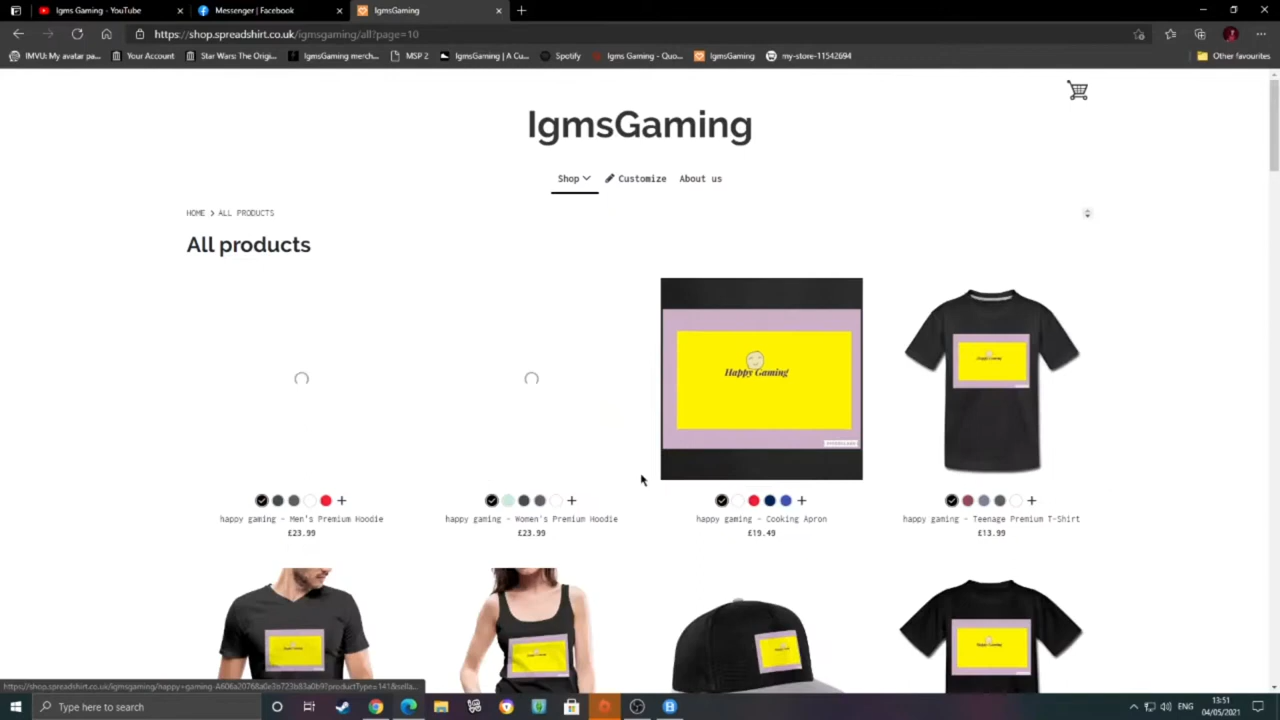 Igms Gaming - YouTube
Messenger | Facebook
IgmsGaming
https://shop.spreadshirt.co.uk/igmsgaming/all?page=10
IMVU: My avatar pa...
Your Account
Star Wars: The Origi...
IgmsGaming merch...
MSP 2
IgmsGaming | A Cu...
Spotify
Igms Gaming - Quo...
IgmsGaming
my-store-11542694
Other favourites
IgmsGaming
Shop
Customize
About us
HOME > ALL PRODUCTS
All products
Happy Gaming
Happy Gaming
happy gaming - Men's Premium Hoodie
£23.99
happy gaming - Women's Premium Hoodie
£23.99
happy gaming - Cooking Apron
£19.49
happy gaming - Teenage Premium T-Shirt
£13.99
Happy Gaming
Type here to search
ENG
13:51
04/05/2021